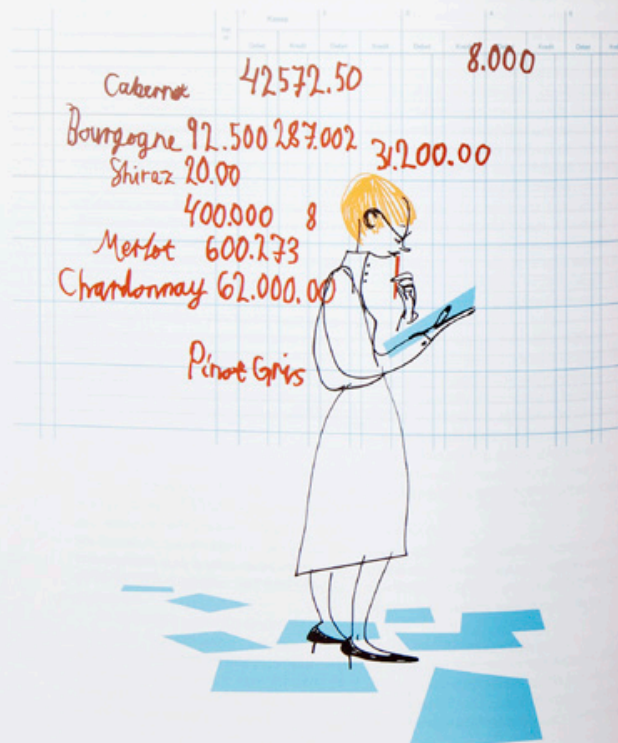 8.000
Cabernet 42572.50
Bourgogne 92.500 287.002
31.200.00
Shiraz 20.00
400.000 8
Merlot 600.273
Chardonnay 62.000.00
Pinot Gris